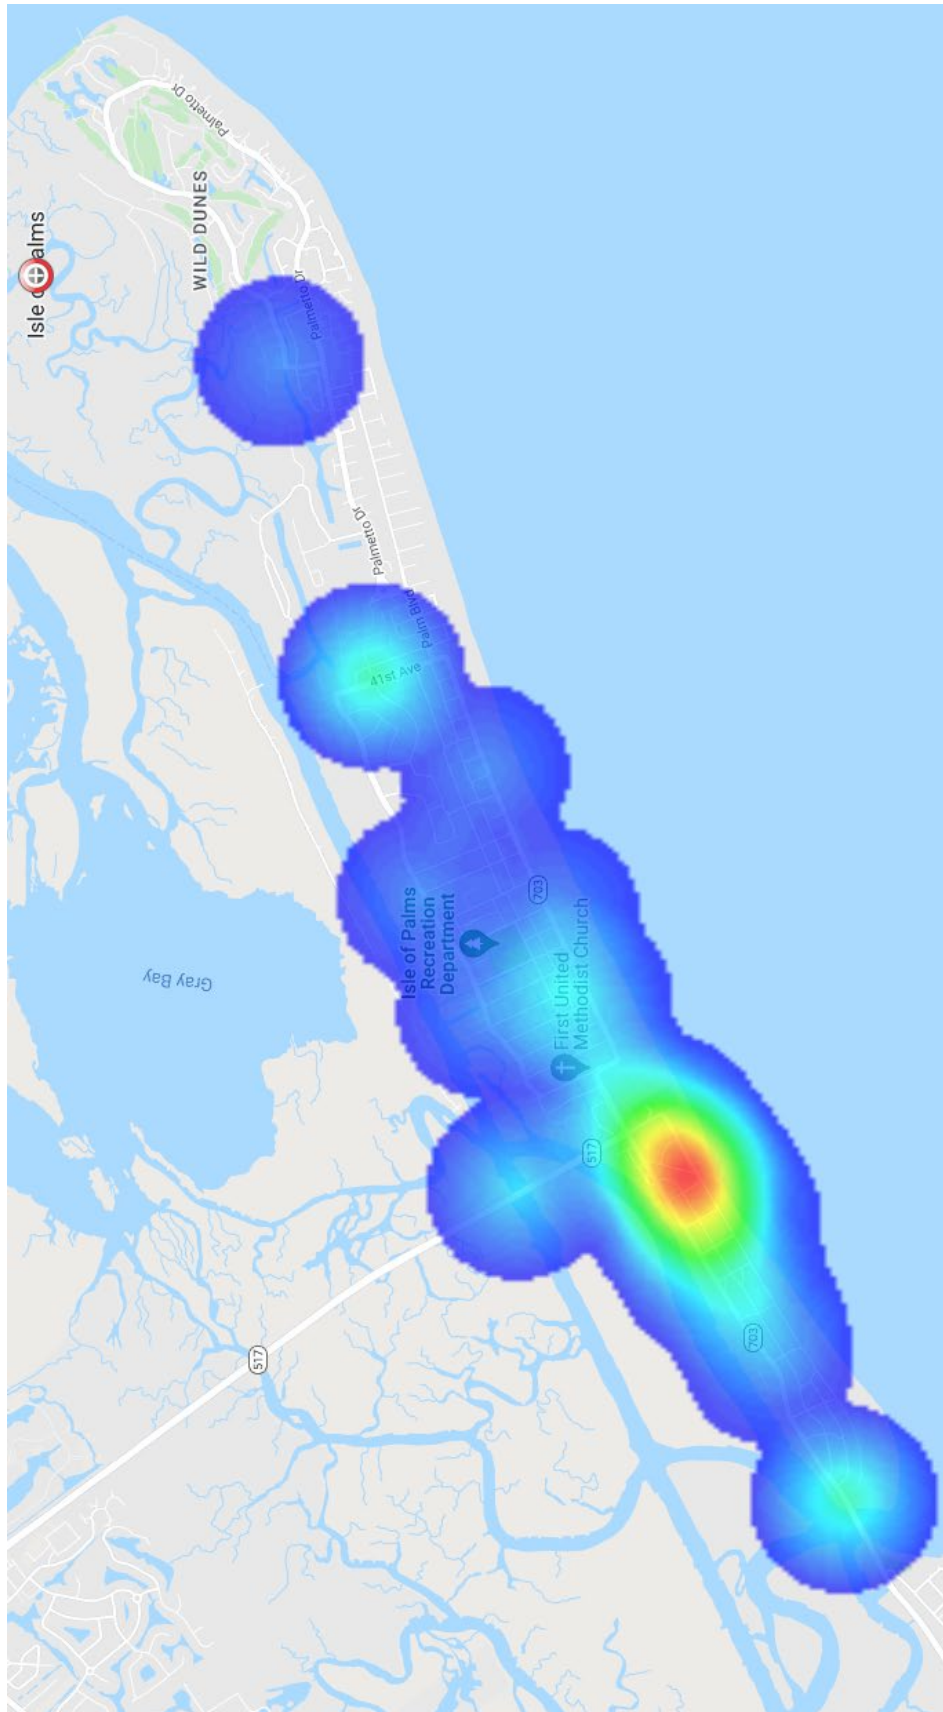 Palmetto Dr
WILD DUNES
Isle of Palms
Palmetto Dr
Palmetto Dr
Palm Blvd
41st Ave
703
Isle of Palms
Recreation
Department
First United
Methodist Church
Gray Bay
517
703
517